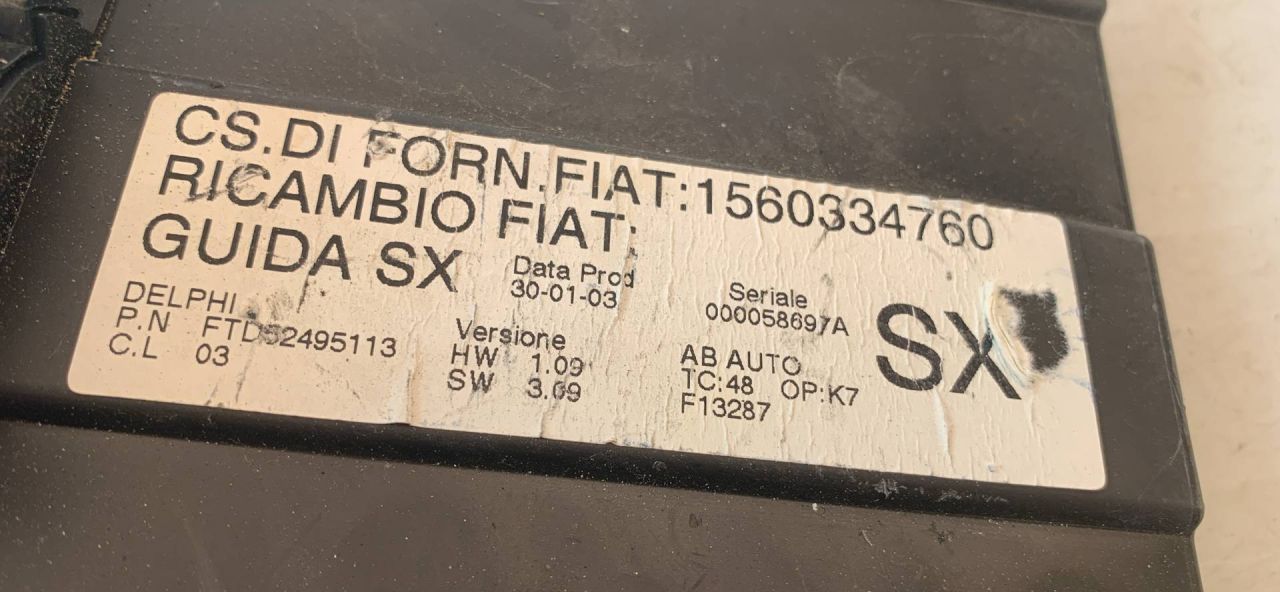 CS.DI FORN.FIAT:1560334760
RICAMBIO FIAT:
GUIDA SX
Data Prod
30-01-03
Seriale
000058697A
SX
DELPHI
P.N FTDS2495113
C.L 03
Versione
HW 1.09
SW 3.09
AB AUTO
TC:48 OP:K7
F13287